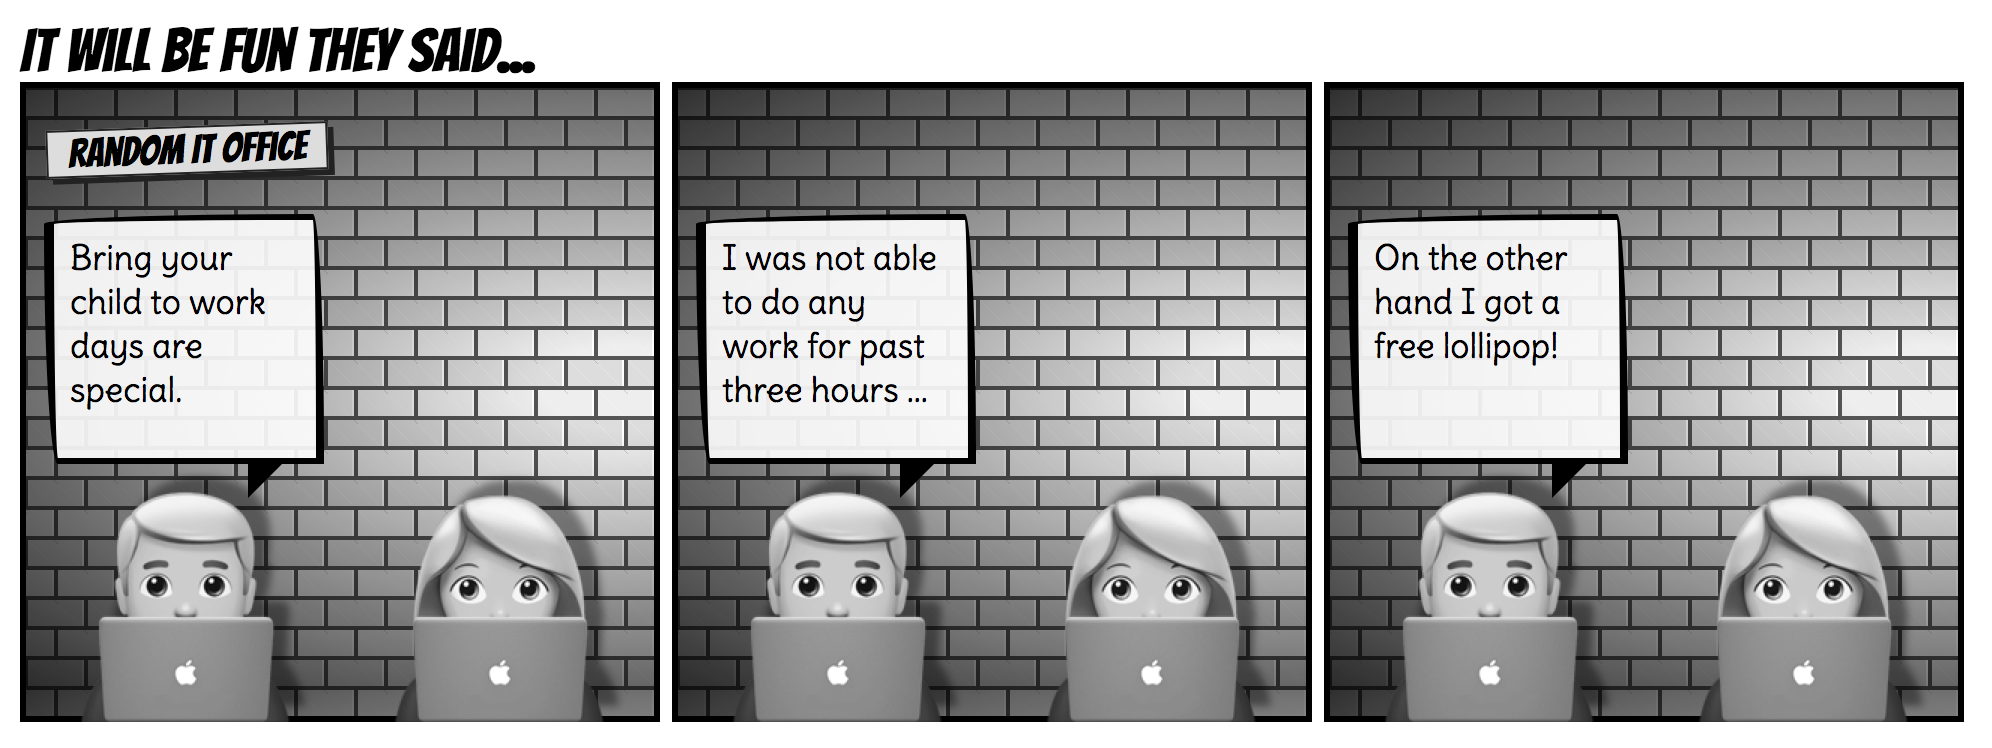 IT WILL BE FUN THEY SAID...
RANDOM IT OFFICE
Bring your
child to work
days are
special.
I was not able
to do any
work for past
three hours ...
On the other
hand I got a
free lollipop!